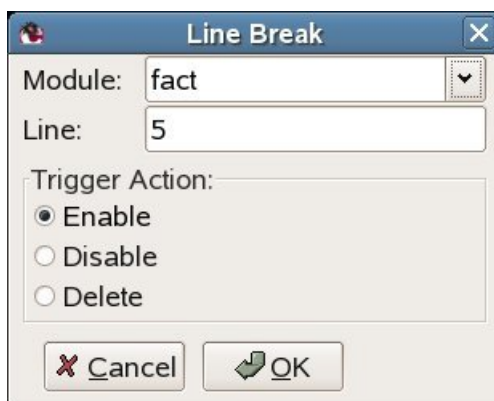 Line Break
Module: fact
Line: 5
Trigger Action:
Enable
Disable
Delete
Cancel OK